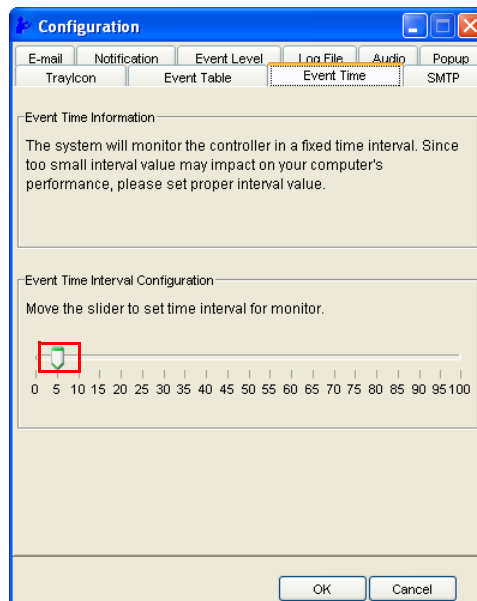 Configuration
E-mail Notification Event Level Log File Audio Popup
TrayIcon Event Table Event Time SMTP
Event Time Information
The system will monitor the controller in a fixed time interval. Since
too small interval value may impact on your computer's
performance, please set proper interval value.
Event Time Interval Configuration
Move the slider to set time interval for monitor.
0 5 10 15 20 25 30 35 40 45 50 55 60 65 70 75 80 85 90 95 100
OK Cancel